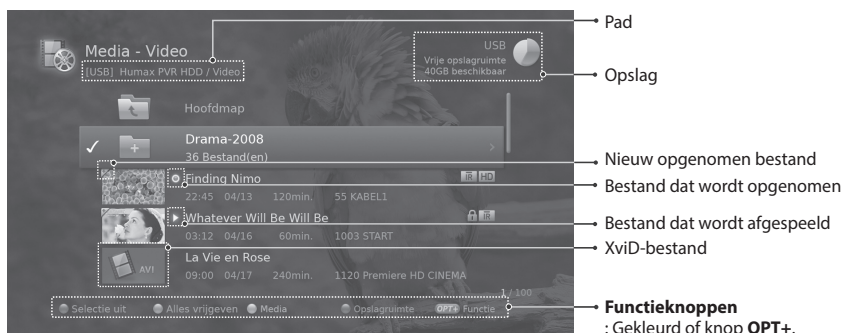 Media - Video
[USB] Humax PVR HDD / Video
USB
Vrije opslagruimte
40GB beschikbaar
Hoofdmap
Drama-2008
36 Bestand(en)
Finding Nimo
IR HD
22:45 04/13 120min. 55 KABEL1
Whatever Will Be Will Be
IR
03:12 04/16 60min. 1003 START
AVI
La Vie en Rose
09:00 04/17 240min. 1120 Premiere HD CINEMA
1 / 100
Selectie uit Alles vrijgeven Media Opslagruimte OPT+ Functie
Pad
Opslag
Nieuw opgenomen bestand
Bestand dat wordt opgenomen
Bestand dat wordt afgespeeld
XviD-bestand
Functieknoppen
: Gekleurd of knop OPT+.